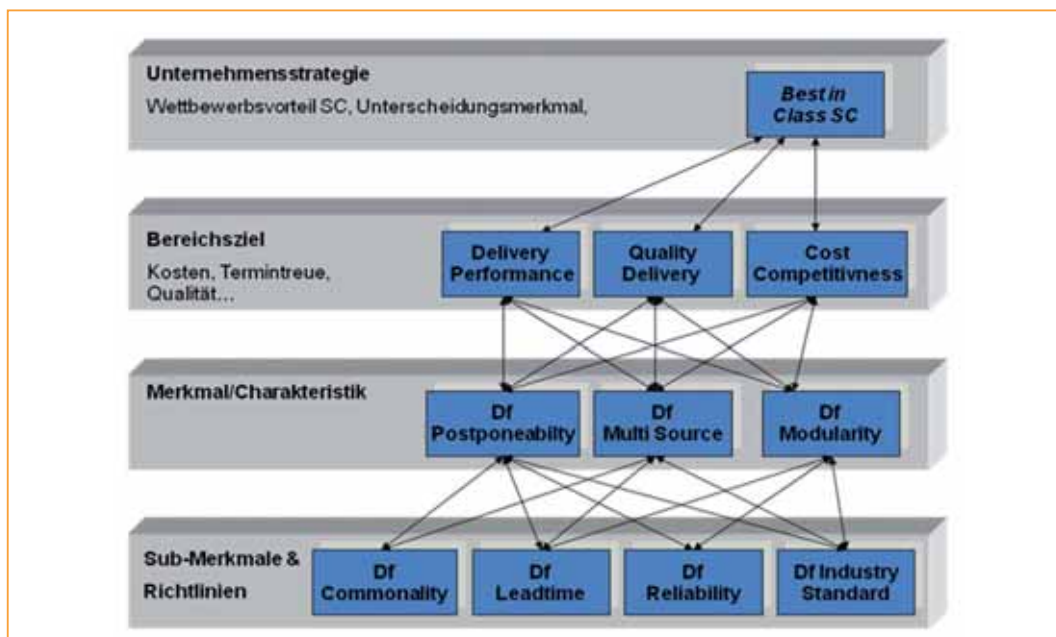 Unternehmensstrategie
Wettbewerbsvorteil SC, Unterscheidungsmerkmal,
Best in
Class SC
Bereichsziel
Kosten, Termintreue,
Qualität...
Delivery
Performance
Quality
Delivery
Cost
Competitivness
Merkmal/Charakteristik
Df
Postponeabilty
Df
Multi Source
Df
Modularity
Sub-Merkmale &
Richtlinien
Df
Commonality
Df
Leadtime
Df
Reliability
Df Industry
Standard